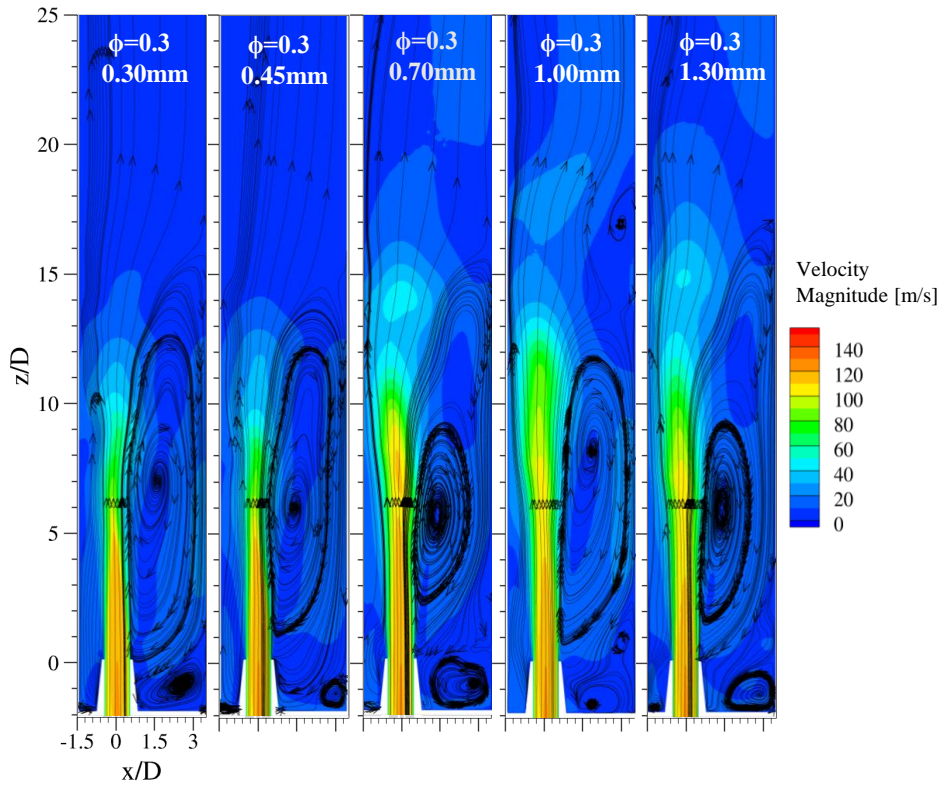 25
20
15
10
5
0
z/D
ϕ=0.3
0.30mm
ϕ=0.3
0.45mm
ϕ=0.3
0.70mm
ϕ=0.3
1.00mm
ϕ=0.3
1.30mm
-1.5 0 1.5 3
x/D
Velocity
Magnitude [m/s]
140
120
100
80
60
40
20
0